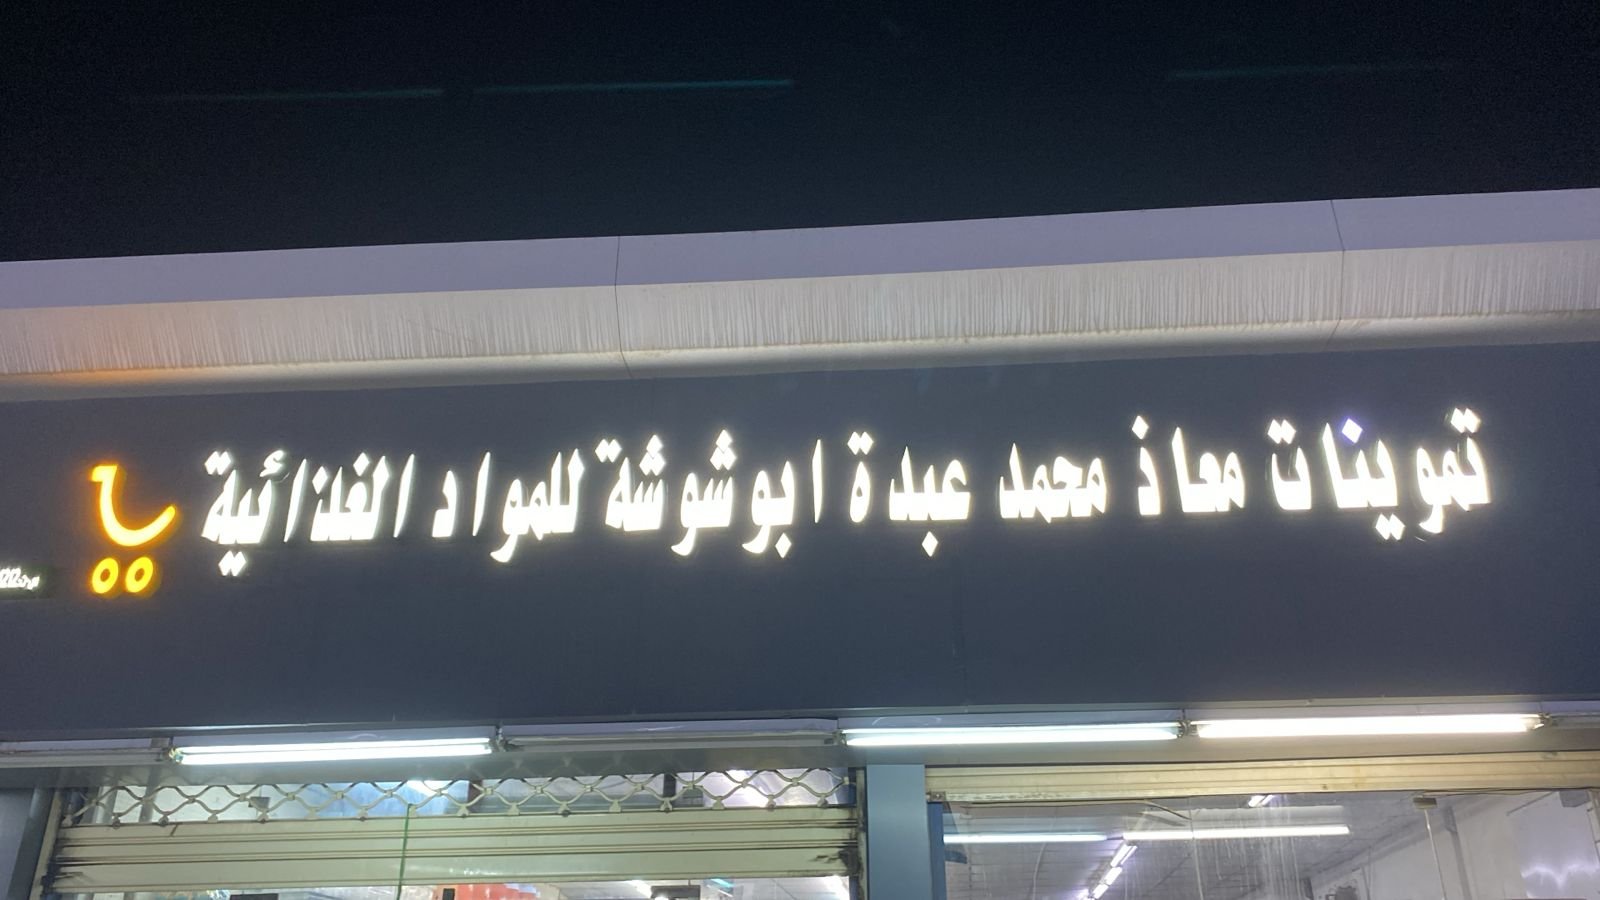 تموينات معاذ محمد عبدة ابوشوشة للمواد الغذائية